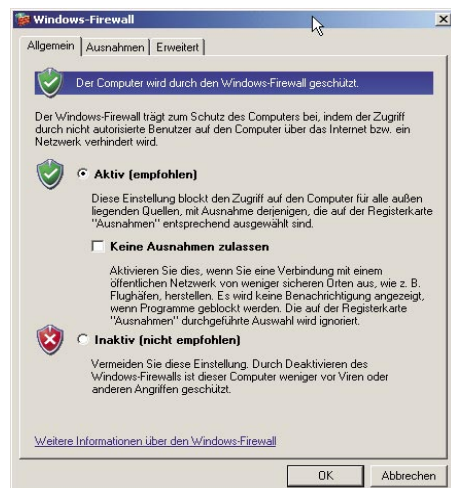 Windows-Firewall
Allgemein Ausnahmen Erweitert
Der Computer wird durch den Windows-Firewall geschützt.
Der Windows-Firewall trägt zum Schutz des Computers bei, indem der Zugriff
durch nicht autorisierte Benutzer auf den Computer über das Internet bzw. ein
Netzwerk verhindert wird.
Aktiv (empfohlen)
Diese Einstellung blockt den Zugriff auf den Computer für alle außen
liegenden Quellen, mit Ausnahme derjenigen, die auf der Registerkarte
"Ausnahmen" entsprechend ausgewählt sind.
Keine Ausnahmen zulassen
Aktivieren Sie dies, wenn Sie eine Verbindung mit einem
öffentlichen Netzwerk von weniger sicheren Orten aus, wie z. B.
Flughäfen, herstellen. Es wird keine Benachrichtigung angezeigt,
wenn Programme geblockt werden. Die auf der Registerkarte
"Ausnahmen" durchgeführte Auswahl wird ignoriert.
Inaktiv (nicht empfohlen)
Vermeiden Sie diese Einstellung. Durch Deaktivieren des
Windows-Firewalls ist dieser Computer weniger vor Viren oder
anderen Angriffen geschützt.
Weitere Informationen über den Windows-Firewall
OK Abbrechen